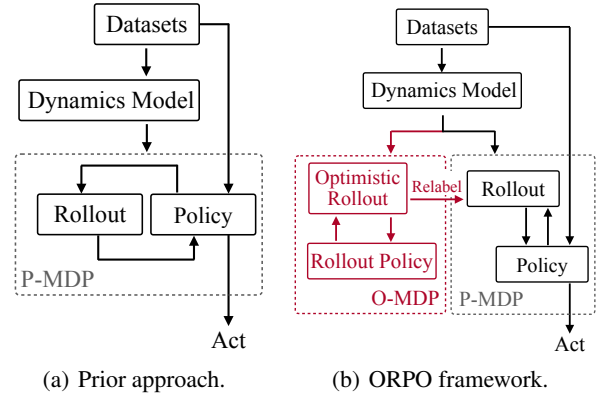 Datasets
Dynamics Model
Rollout
Policy
P-MDP
Act
(a) Prior approach.
Datasets
Dynamics Model
Optimistic
Rollout
Relabel
Rollout
Rollout Policy
Policy
O-MDP
P-MDP
Act
(b) ORPO framework.